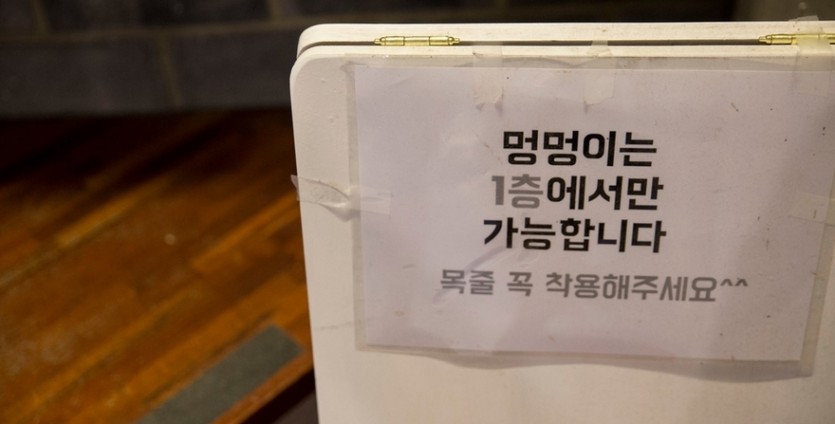 멍멍이는
1층에서만
가능합니다
목줄 꼭 착용해주세요^^